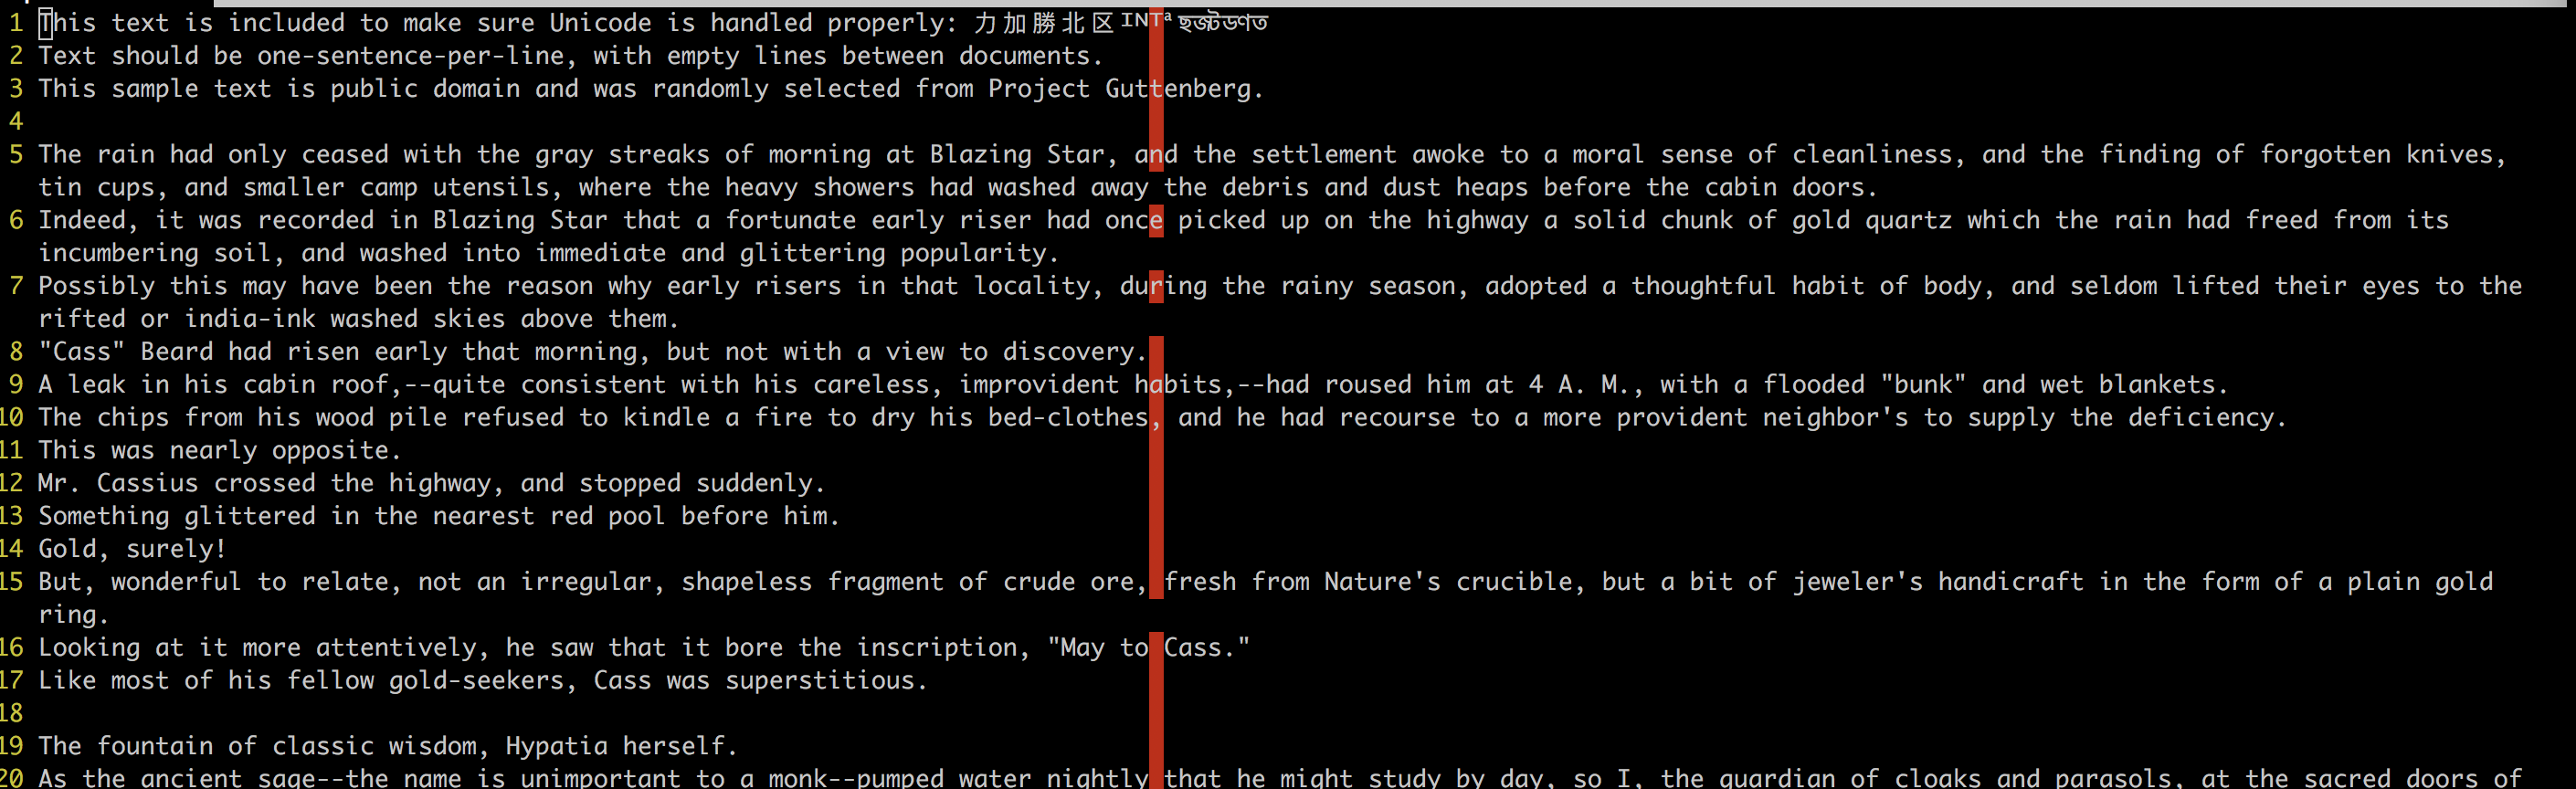 1 This text is included to make sure Unicode is handled properly: 力加勝北区ᴵᴺᵀᵃছজটডণত
2 Text should be one-sentence-per-line, with empty lines between documents.
3 This sample text is public domain and was randomly selected from Project Guttenberg.
4
5 The rain had only ceased with the gray streaks of morning at Blazing Star, and the settlement awoke to a moral sense of cleanliness, and the finding of forgotten knives,
tin cups, and smaller camp utensils, where the heavy showers had washed away the debris and dust heaps before the cabin doors.
6 Indeed, it was recorded in Blazing Star that a fortunate early riser had once picked up on the highway a solid chunk of gold quartz which the rain had freed from its
incumbering soil, and washed into immediate and glittering popularity.
7 Possibly this may have been the reason why early risers in that locality, during the rainy season, adopted a thoughtful habit of body, and seldom lifted their eyes to the
rifted or india-ink washed skies above them.
8 "Cass" Beard had risen early that morning, but not with a view to discovery.
9 A leak in his cabin roof,--quite consistent with his careless, improvident habits,--had roused him at 4 A. M., with a flooded "bunk" and wet blankets.
10 The chips from his wood pile refused to kindle a fire to dry his bed-clothes, and he had recourse to a more provident neighbor's to supply the deficiency.
11 This was nearly opposite.
12 Mr. Cassius crossed the highway, and stopped suddenly.
13 Something glittered in the nearest red pool before him.
14 Gold, surely!
15 But, wonderful to relate, not an irregular, shapeless fragment of crude ore, fresh from Nature's crucible, but a bit of jeweler's handicraft in the form of a plain gold
ring.
16 Looking at it more attentively, he saw that it bore the inscription, "May to Cass."
17 Like most of his fellow gold-seekers, Cass was superstitious.
18
19 The fountain of classic wisdom, Hypatia herself.
20 As the ancient sage--the name is unimportant to a monk--pumped water nightly that he might study by day, so I, the guardian of cloaks and parasols, at the sacred doors of